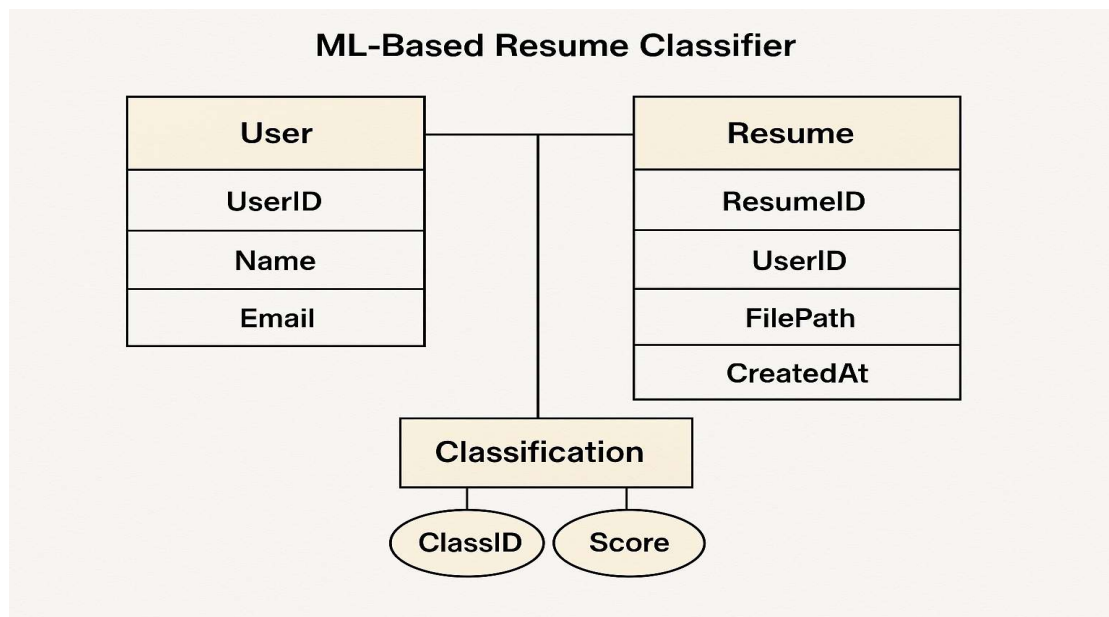 ML-Based Resume Classifier
User
UserID
Name
Email
Resume
ResumeID
UserID
FilePath
CreatedAt
Classification
ClassID
Score